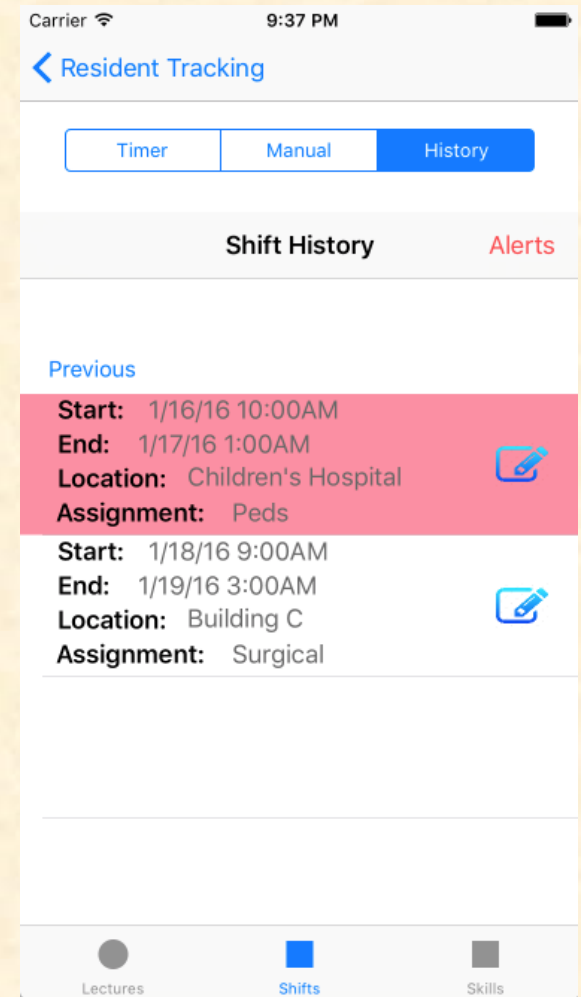 Carrier 9:37 PM
Resident Tracking
Timer Manual History
Shift History Alerts
Previous
Start: 1/16/16 10:00AM
End: 1/17/16 1:00AM
Location: Children's Hospital
Assignment: Peds
Start: 1/18/16 9:00AM
End: 1/19/16 3:00AM
Location: Building C
Assignment: Surgical
Lectures Shifts Skills